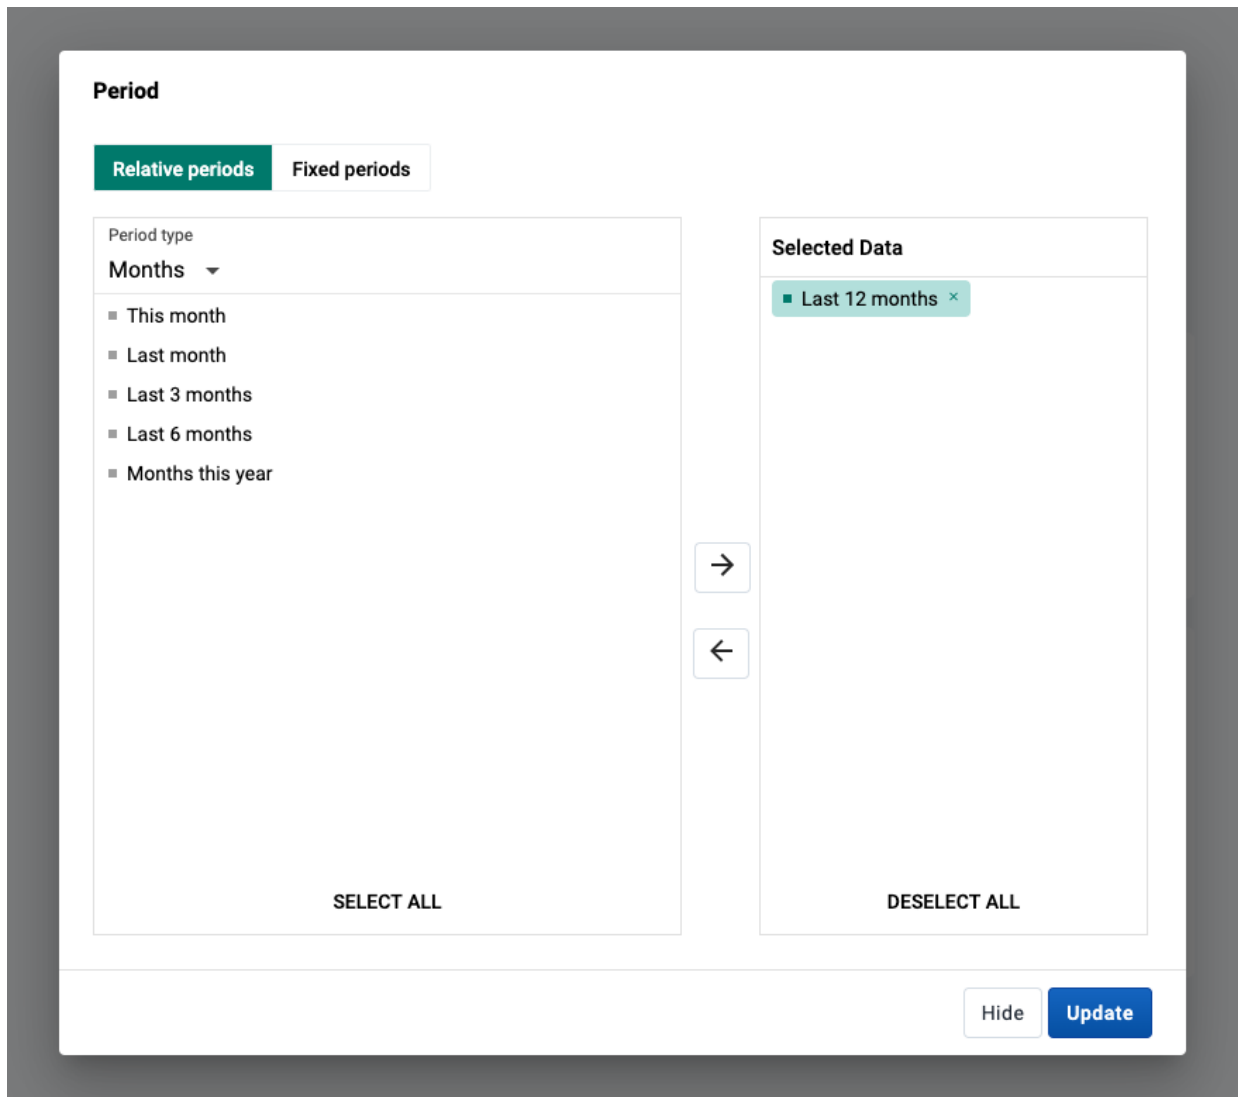 Period
Relative periods
Fixed periods
Period type
Months
This month
Last month
Last 3 months
Last 6 months
Months this year
SELECT ALL
Selected Data
Last 12 months ×
DESELECT ALL
Hide
Update